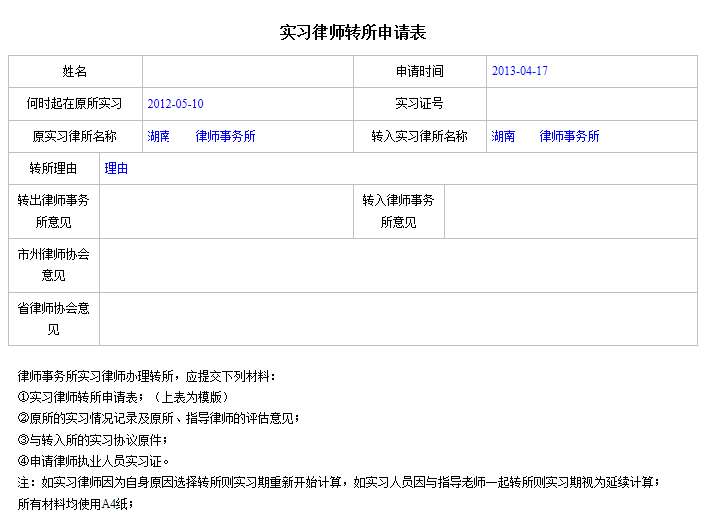 实习律师转所申请表
姓名 申请时间 2013-04-17
何时起在原所实习 2012-05-10 实习证号
原实习律所名称 湖南 律师事务所 转入实习律所名称 湖南 律师事务所
转所理由 理由
转出律师事务
所意见
转入律师事务
所意见
市州律师协会
意见
省律师协会意
见
律师事务所实习律师办理转所，应提交下列材料：
①实习律师转所申请表；（上表为模版）
②原所的实习情况记录及原所、指导律师的评估意见；
③与转入所的实习协议原件；
④申请律师执业人员实习证。
注：如实习律师因为自身原因选择转所则实习期重新开始计算，如实习人员因与指导老师一起转所则实习期视为延续计算；
所有材料均使用A4纸；